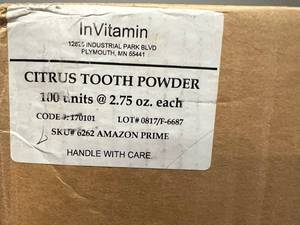 InVitamin
12825 INDUSTRIAL PARK BLVD
PLYMOUTH, MN 55441
CITRUS TOOTH POWDER
100 units @ 2.75 oz. each
CODE #: 170101 LOT# 0817/F-6687
SKU# 6262 AMAZON PRIME
HANDLE WITH CARE